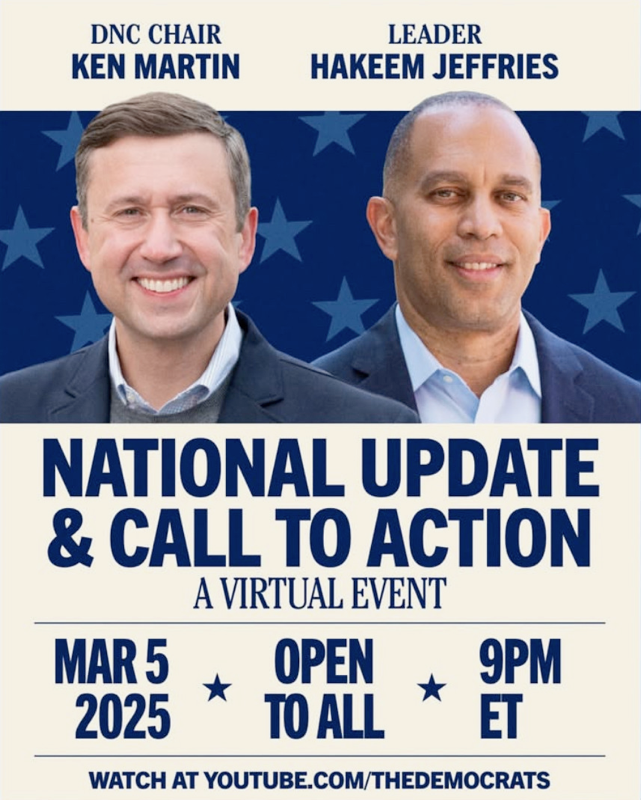 DNC CHAIR
KEN MARTIN
LEADER
HAKEEM JEFFRIES
NATIONAL UPDATE
& CALL TO ACTION
A VIRTUAL EVENT
MAR 5
2025
OPEN
TO ALL
9PM
ET
WATCH AT YOUTUBE.COM/THEDEMOCRATS